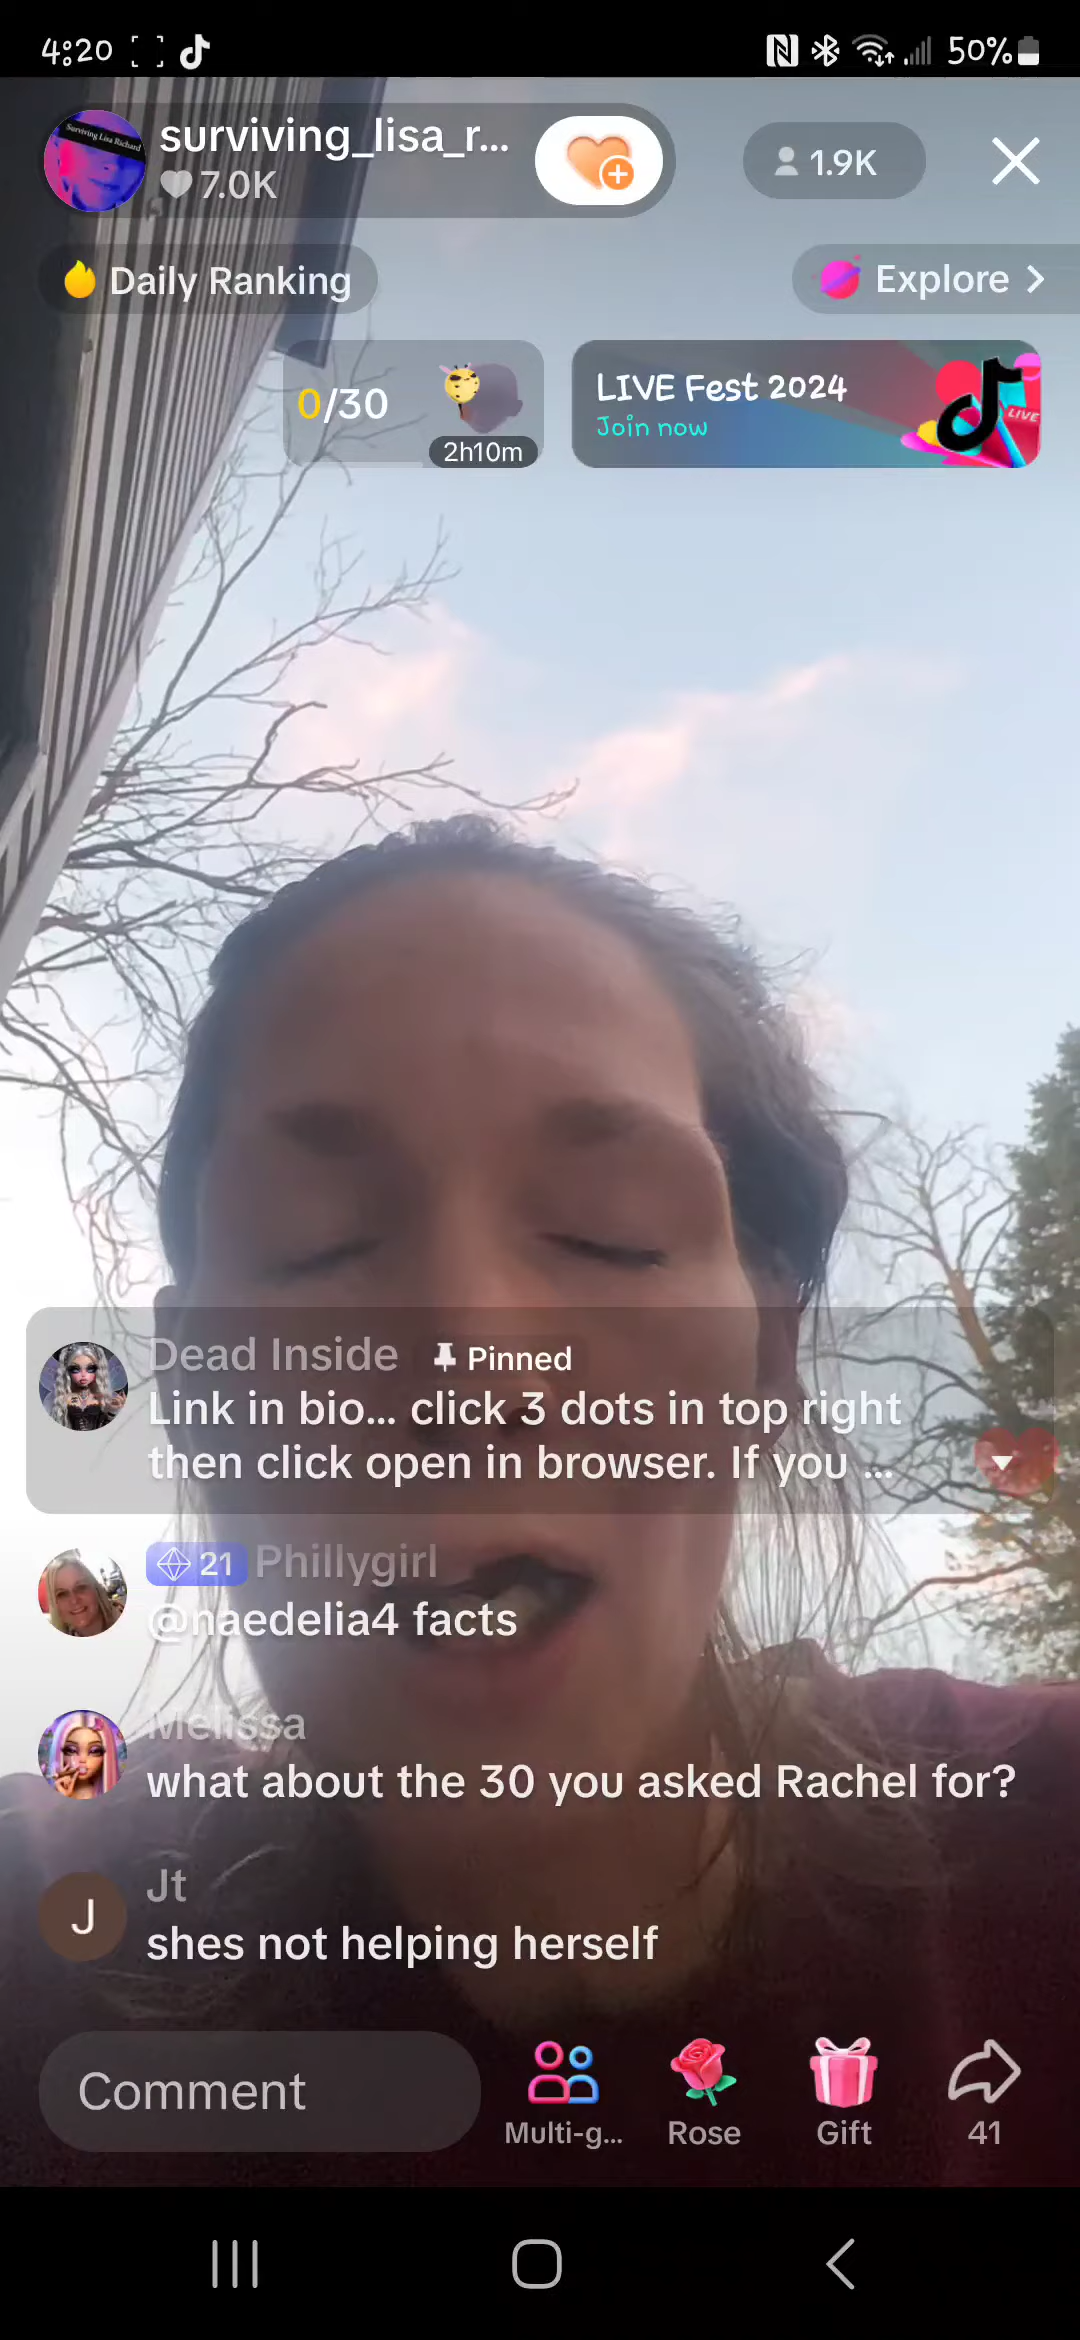 4:20
50%
surviving_lisa_r...
7.0K
1.9K
Surviving Lisa Richard
Daily Ranking
Explore
0/30
2h10m
LIVE Fest 2024
Join now
LIVE
Dead Inside Pinned
Link in bio... click 3 dots in top right
then click open in browser. If you ...
21 Phillygirl
@naedelia4 facts
Melissa
what about the 30 you asked Rachel for?
J
Jt
shes not helping herself
Comment
Multi-g...
Rose
Gift
41